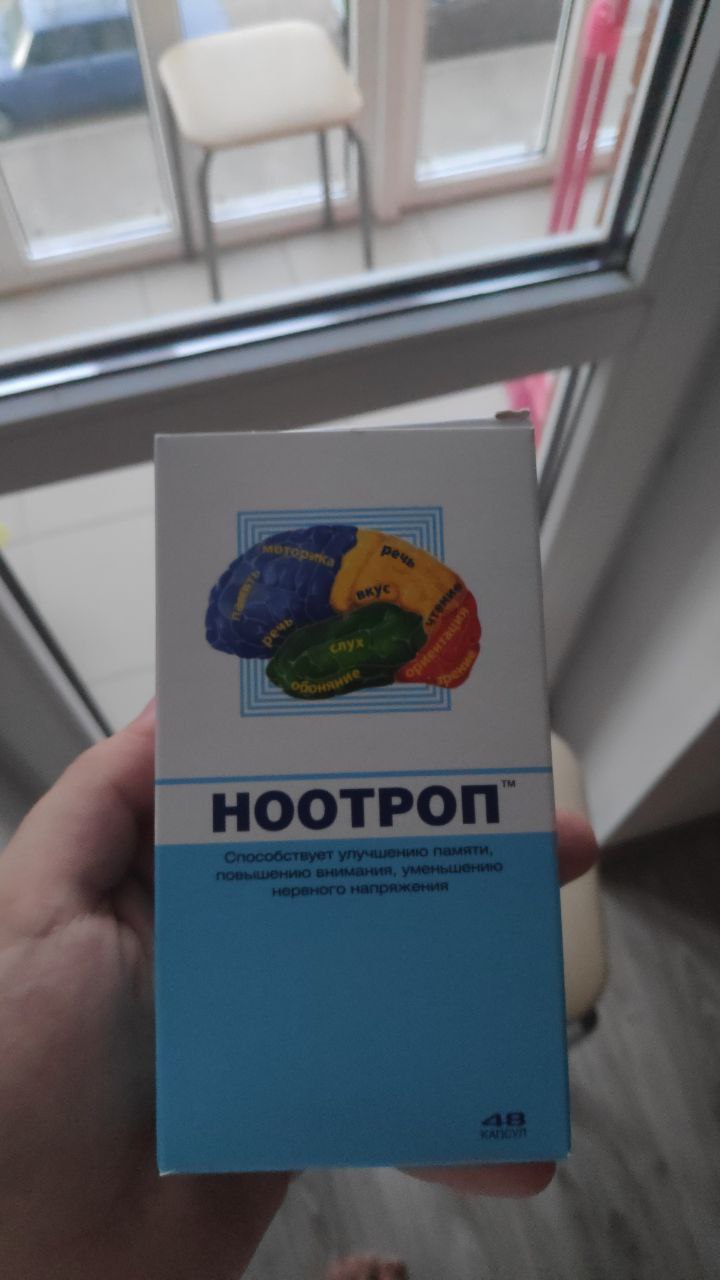 моторика
речь
память
вкус
чтение
речь
слух
ориентация
обоняние
зрение
НООТРОП™
Способствует улучшению памяти,
повышению внимания, уменьшению
нервного напряжения
48
КАПСУЛ